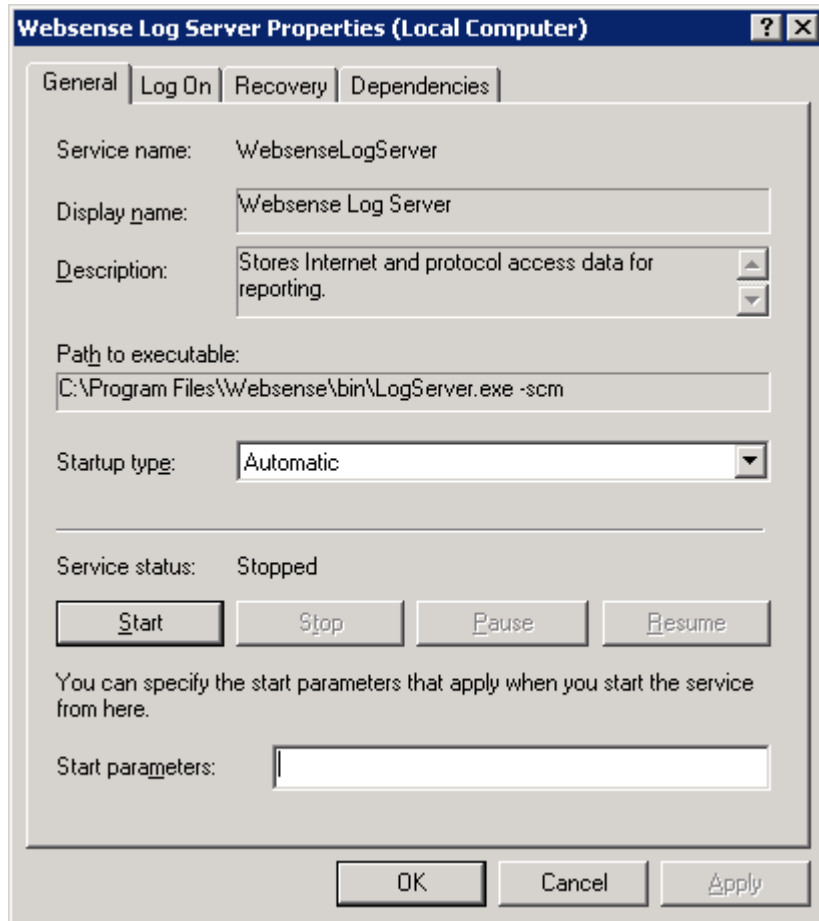 Websense Log Server Properties (Local Computer)
General Log On Recovery Dependencies
Service name: WebsenseLogServer
Display name: Websense Log Server
Description: Stores Internet and protocol access data for
reporting.
Path to executable:
C:\Program Files\Websense\bin\LogServer.exe -scm
Startup type: Automatic
Service status: Stopped
Start Stop Pause Resume
You can specify the start parameters that apply when you start the service
from here.
Start parameters:
OK Cancel Apply